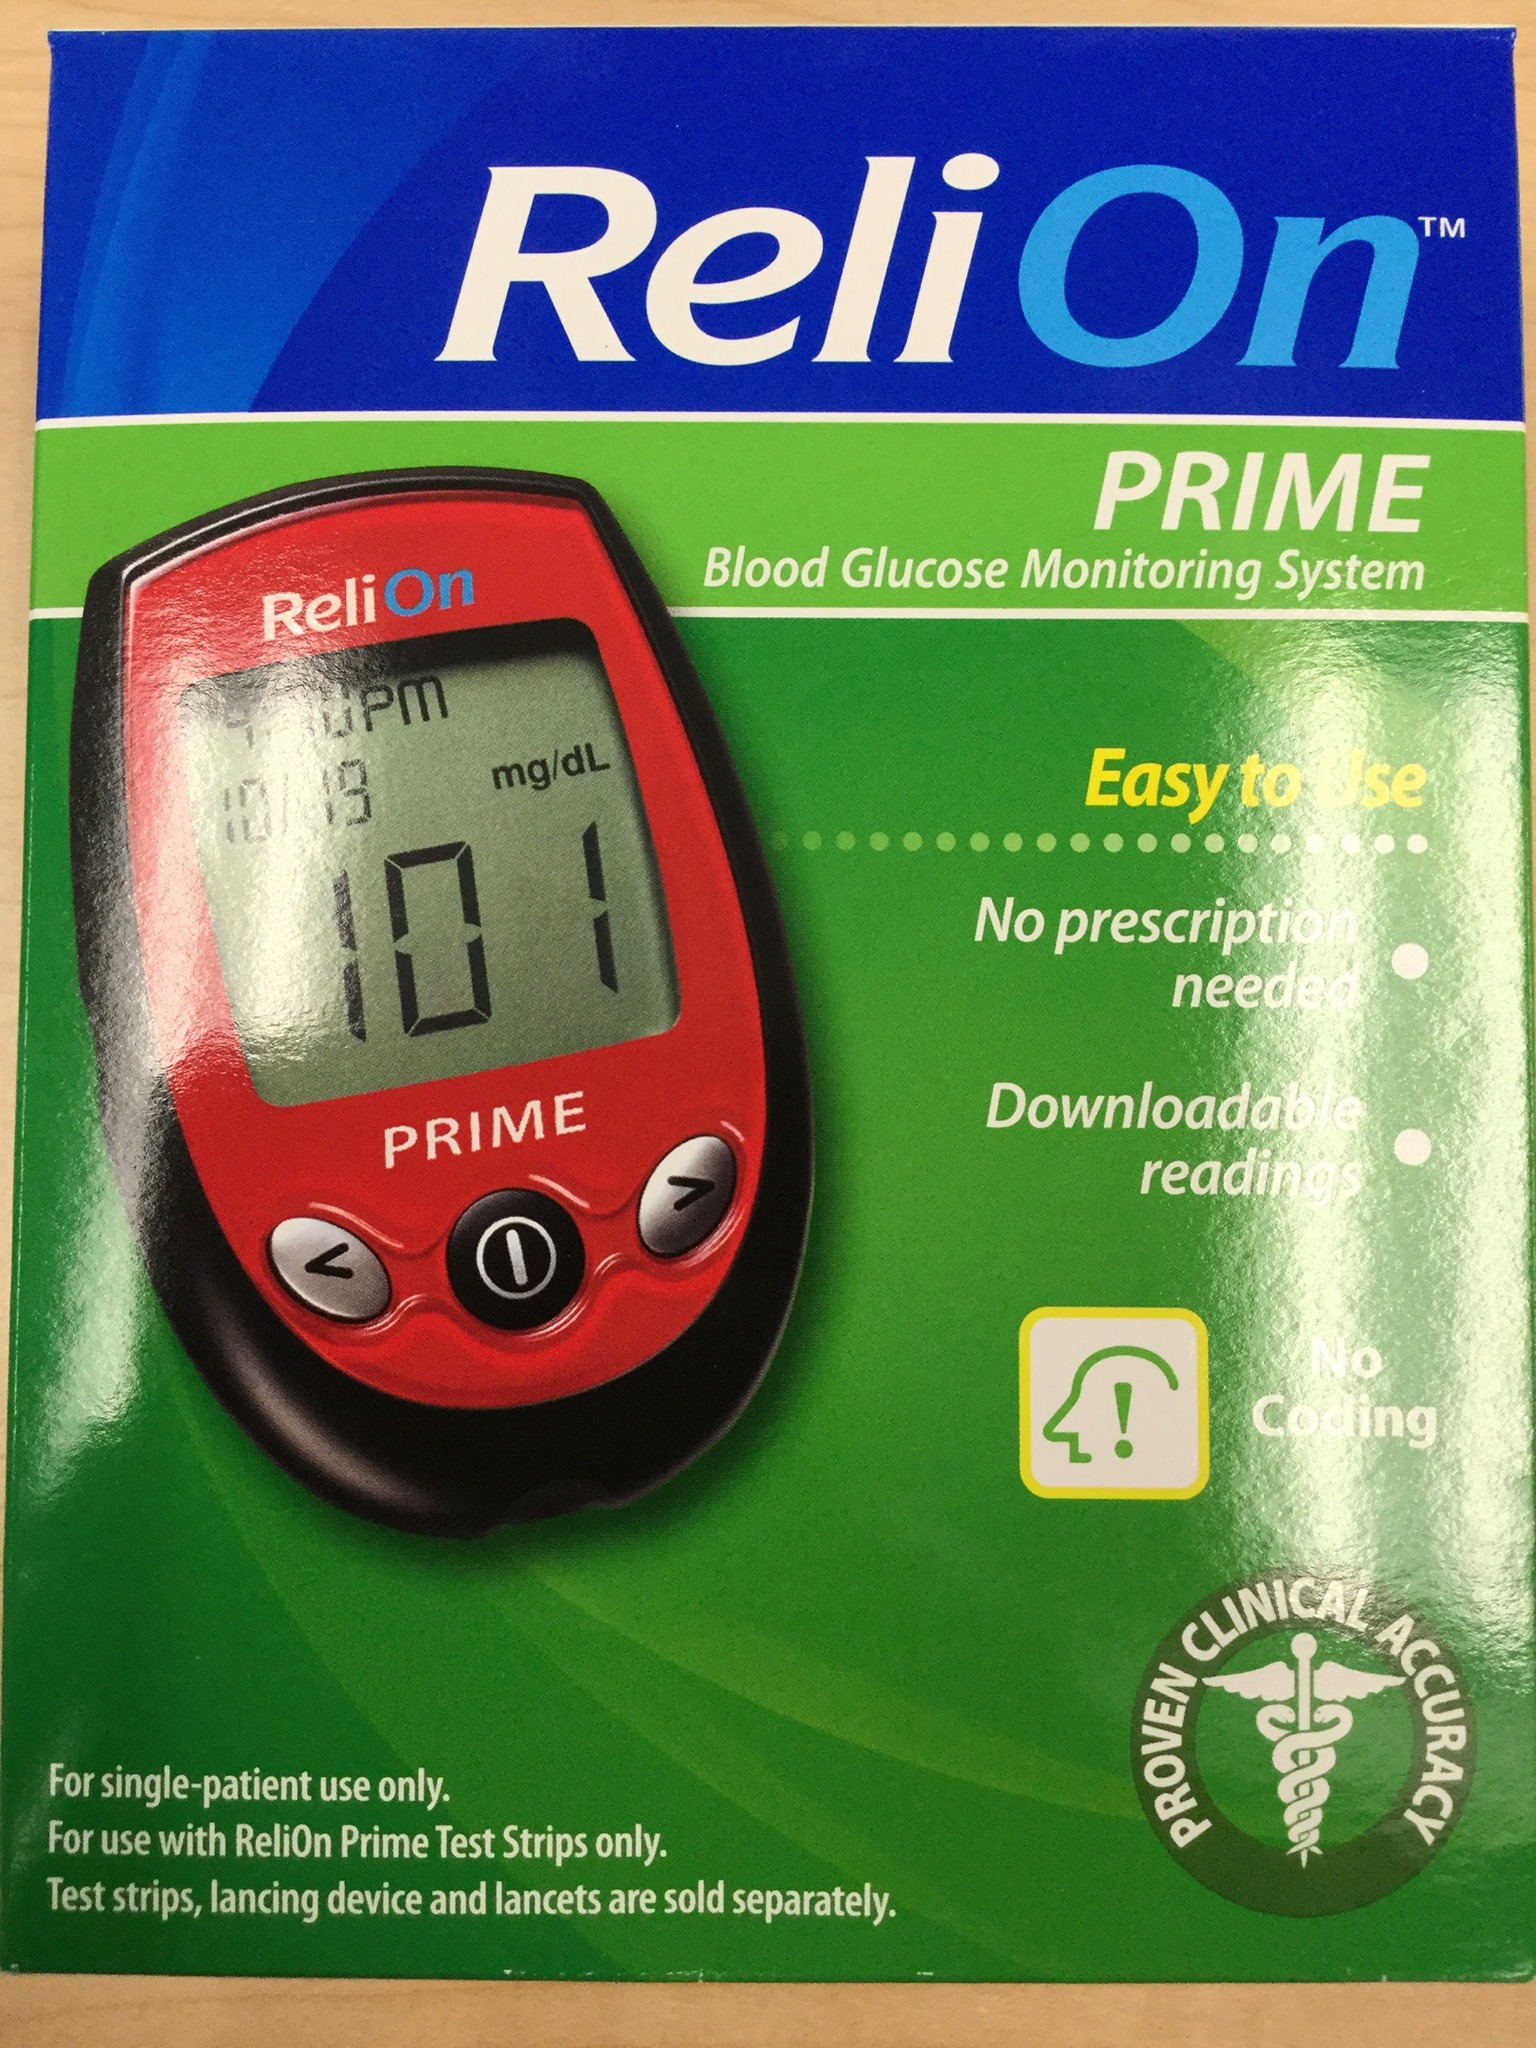 ReliOn™
PRIME
Blood Glucose Monitoring System
ReliOn
PM
10/19
mg/dL
101
PRIME
<
>
Easy to Use
No prescription
needed
Downloadable
readings
!
No
Coding
PROVEN CLINICAL ACCURACY
For single-patient use only.
For use with ReliOn Prime Test Strips only.
Test strips, lancing device and lancets are sold separately.